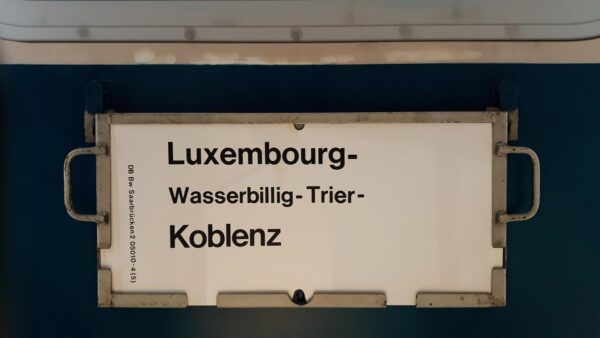 Luxembourg-
Wasserbillig - Trier -
Koblenz
DB Bw Saarbrücken 2 05010-4 (5)